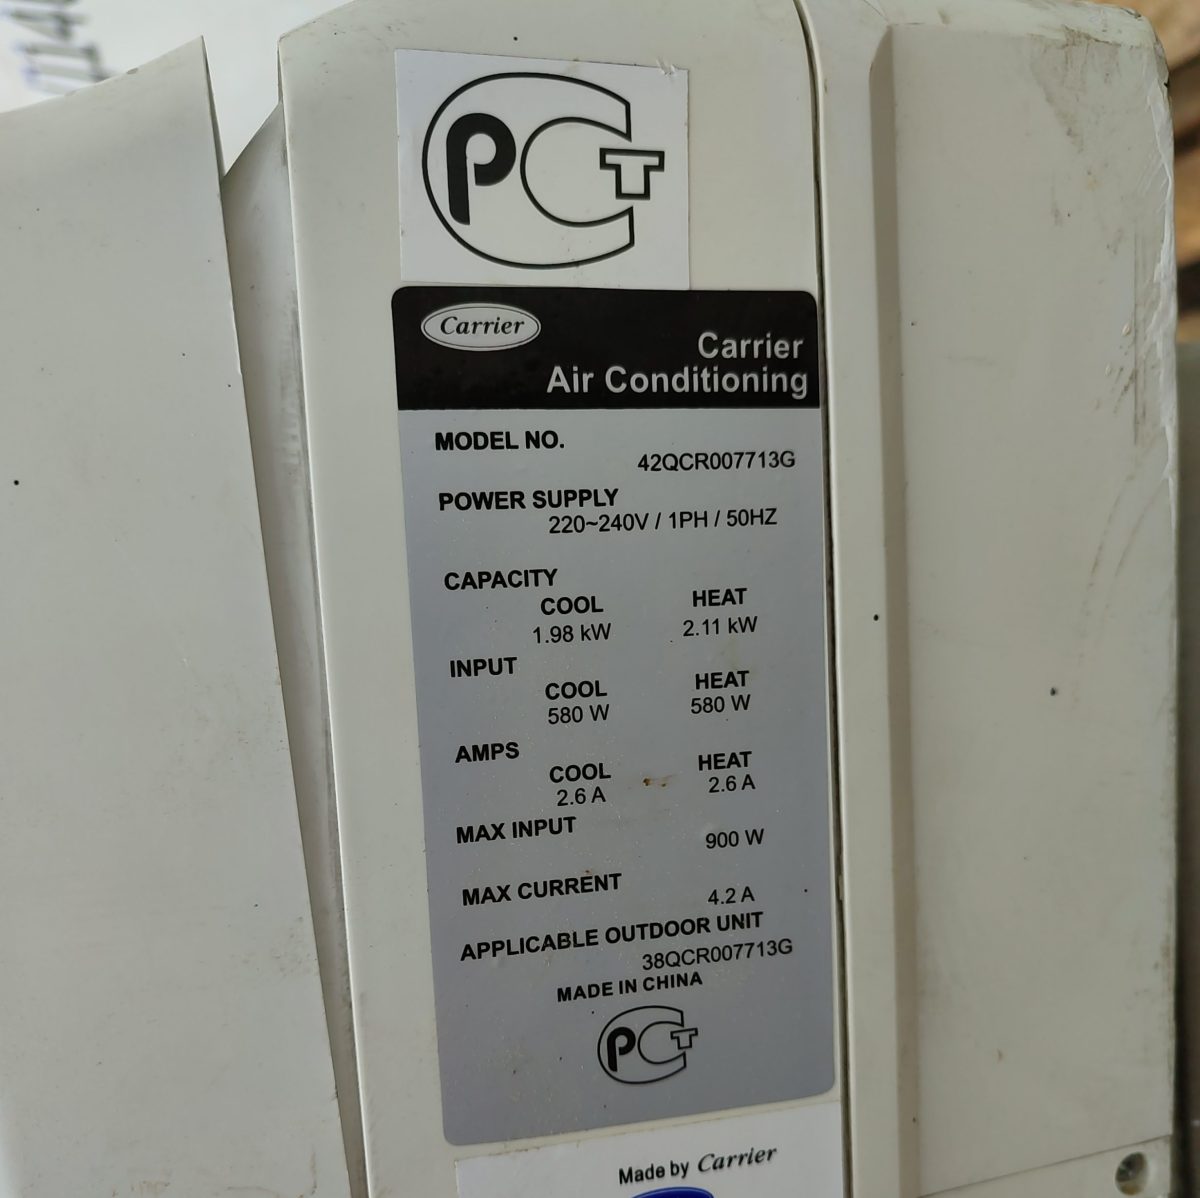 РСТ
Carrier
Carrier
Air Conditioning
MODEL NO.
42QCR007713G
POWER SUPPLY
220~240V / 1PH / 50HZ
CAPACITY
COOL HEAT
1.98 kW 2.11 kW
INPUT
COOL HEAT
580 W 580 W
AMPS
COOL HEAT
2.6 A 2.6 A
MAX INPUT
900 W
MAX CURRENT
4.2 A
APPLICABLE OUTDOOR UNIT
38QCR007713G
MADE IN CHINA
РСТ
Made by Carrier